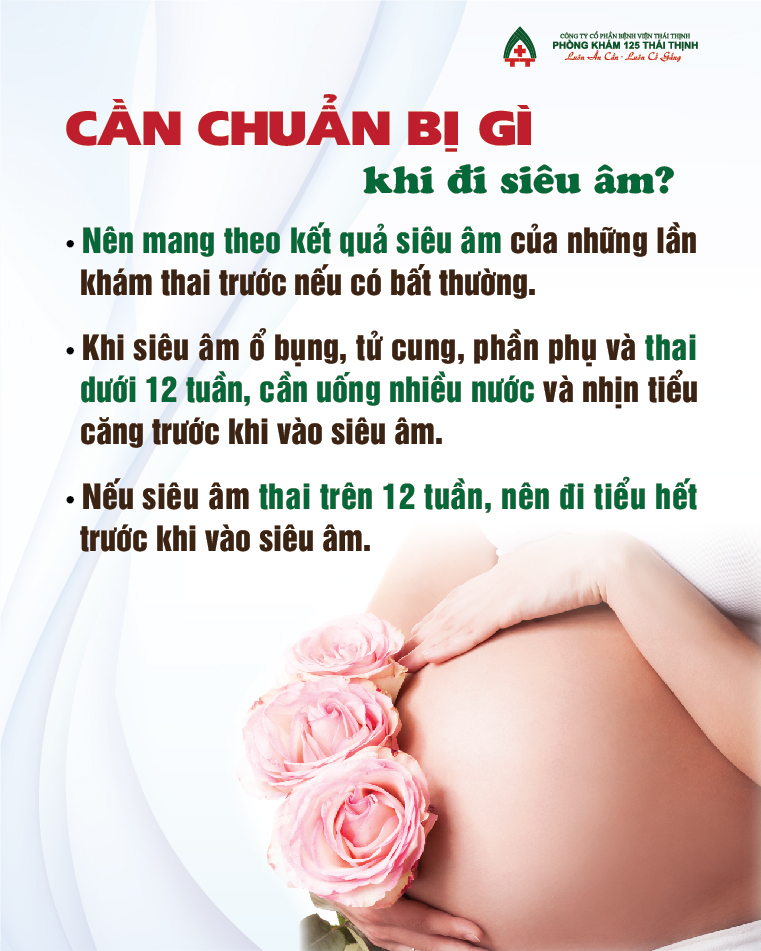 CÔNG TY CỔ PHẦN BỆNH VIỆN THÁI THỊNH
PHÒNG KHÁM 125 THÁI THỊNH
Luôn Ân Cần - Luôn Cố Gắng
CẦN CHUẨN BỊ GÌ
khi đi siêu âm?
• Nên mang theo kết quả siêu âm của những lần
khám thai trước nếu có bất thường.
• Khi siêu âm ổ bụng, tử cung, phần phụ và thai
dưới 12 tuần, cần uống nhiều nước và nhịn tiểu
căng trước khi vào siêu âm.
• Nếu siêu âm thai trên 12 tuần, nên đi tiểu hết
trước khi vào siêu âm.